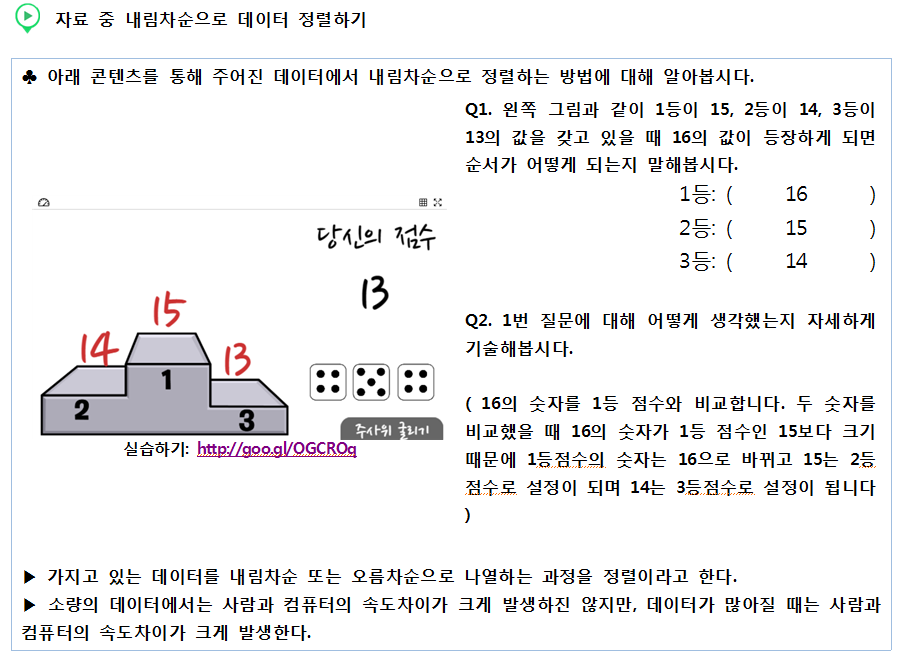 자료 중 내림차순으로 데이터 정렬하기
♣ 아래 콘텐츠를 통해 주어진 데이터에서 내림차순으로 정렬하는 방법에 대해 알아봅시다.
당신의 점수
13
15
14
13
1
2
3
주사위 굴리기
실습하기: http://goo.gl/OGCROq
Q1. 왼쪽 그림과 같이 1등이 15, 2등이 14, 3등이
13의 값을 갖고 있을 때 16의 값이 등장하게 되면
순서가 어떻게 되는지 말해봅시다.
1등: ( 16 )
2등: ( 15 )
3등: ( 14 )
Q2. 1번 질문에 대해 어떻게 생각했는지 자세하게
기술해봅시다.
( 16의 숫자를 1등 점수와 비교합니다. 두 숫자를
비교했을 때 16의 숫자가 1등 점수인 15보다 크기
때문에 1등점수의 숫자는 16으로 바뀌고 15는 2등
점수로 설정이 되며 14는 3등점수로 설정이 됩니다
)
▶ 가지고 있는 데이터를 내림차순 또는 오름차순으로 나열하는 과정을 정렬이라고 한다.
▶ 소량의 데이터에서는 사람과 컴퓨터의 속도차이가 크게 발생하진 않지만, 데이터가 많아질 때는 사람과
컴퓨터의 속도차이가 크게 발생한다.